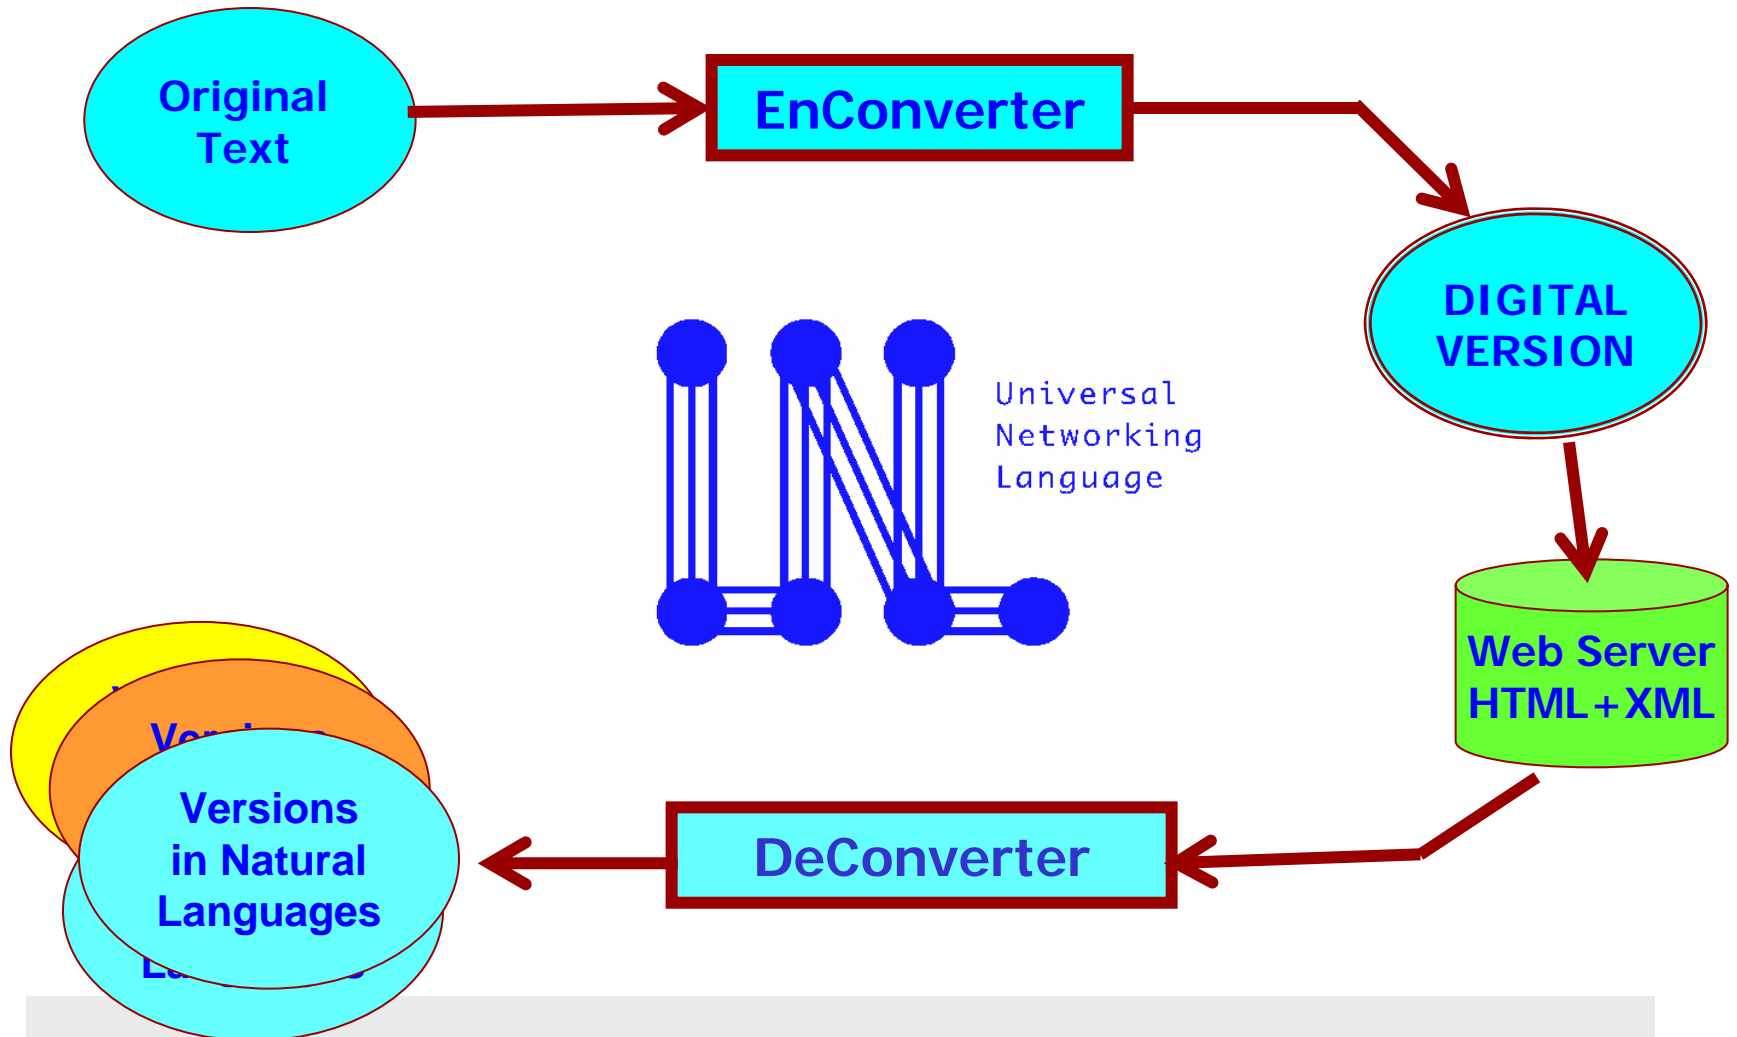 Original
Text
EnConverter
DIGITAL
VERSION
Universal
Networking
Language
Web Server
HTML+XML
DeConverter
Versions
in Natural
Languages